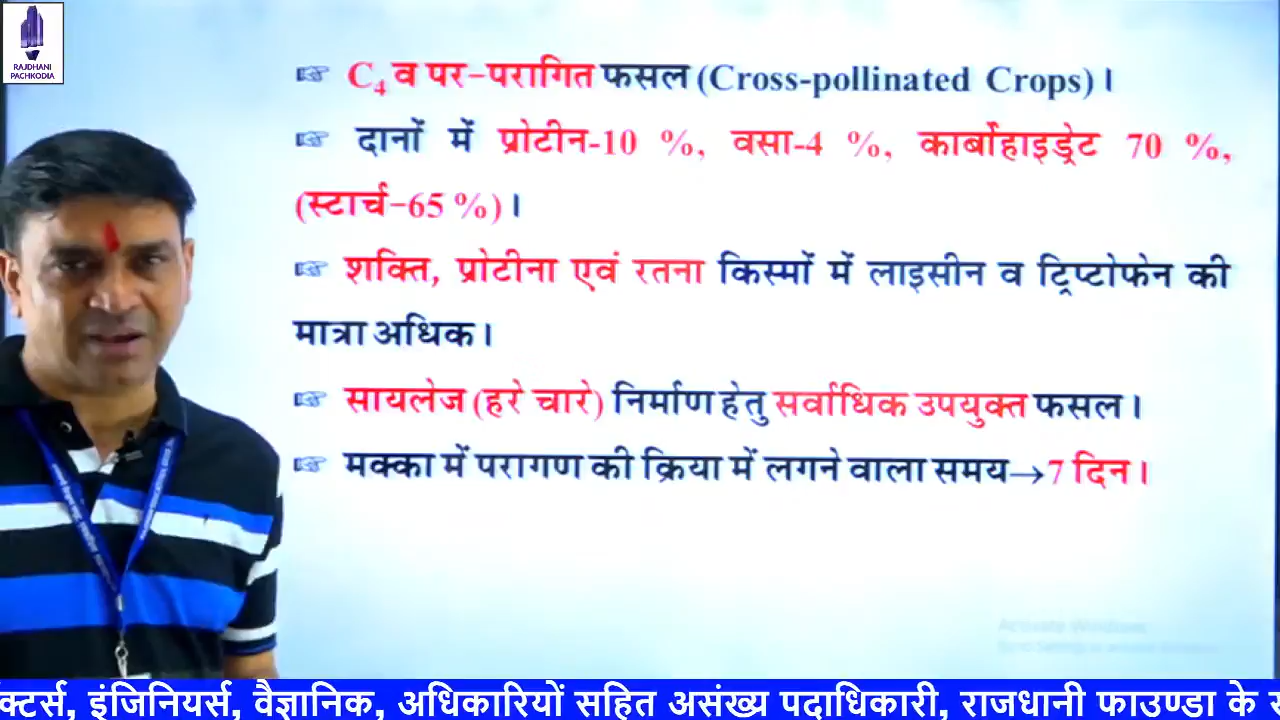 RAJDHANI
PACHKODIA
☞ C₄ व पर-परागित फसल (Cross-pollinated Crops)।
☞ दानों में प्रोटीन-10 %, वसा-4 %, कार्बोहाइड्रेट 70 %,
(स्टार्च-65 %)।
☞ शक्ति, प्रोटीना एवं रतना किस्मों में लाइसीन व ट्रिप्टोफेन की
मात्रा अधिक।
☞ सायलेज (हरे चारे) निर्माण हेतु सर्वाधिक उपयुक्त फसल।
☞ मक्का में परागण की क्रिया में लगने वाला समय→7 दिन।
Activate Windows
क्टर्स, इंजिनियर्स, वैज्ञानिक, अधिकारियों सहित असंख्य पदाधिकारी, राजधानी फाउण्डा के